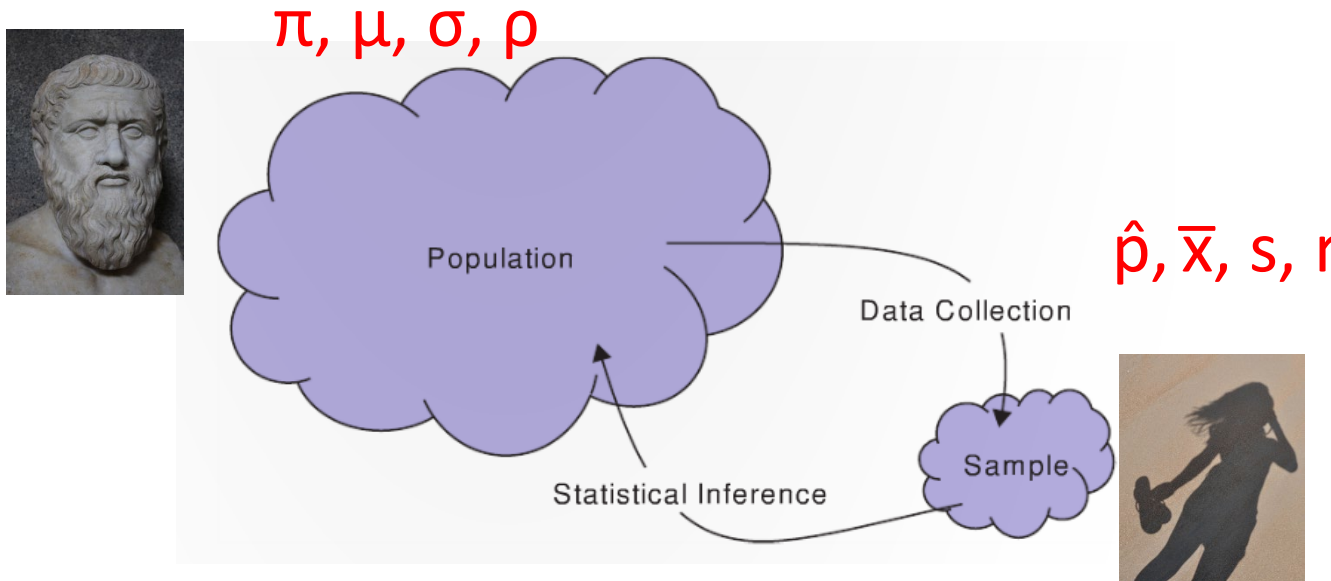 π, μ, σ, ρ
Population
p̂, x̅, s, r
Data Collection
Sample
Statistical Inference